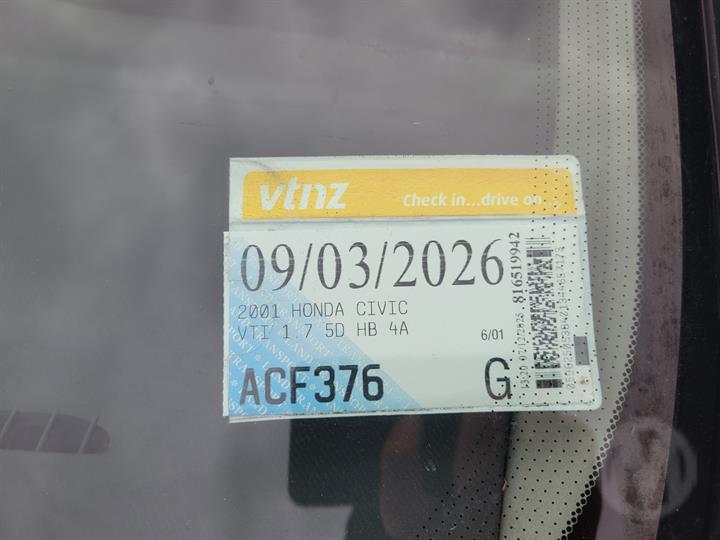 vtnz
Check in...drive on...
09/03/2026
2001 HONDA CIVIC
VTI 1.7 5D HB 4A
6/01
ACF376
G
816519942